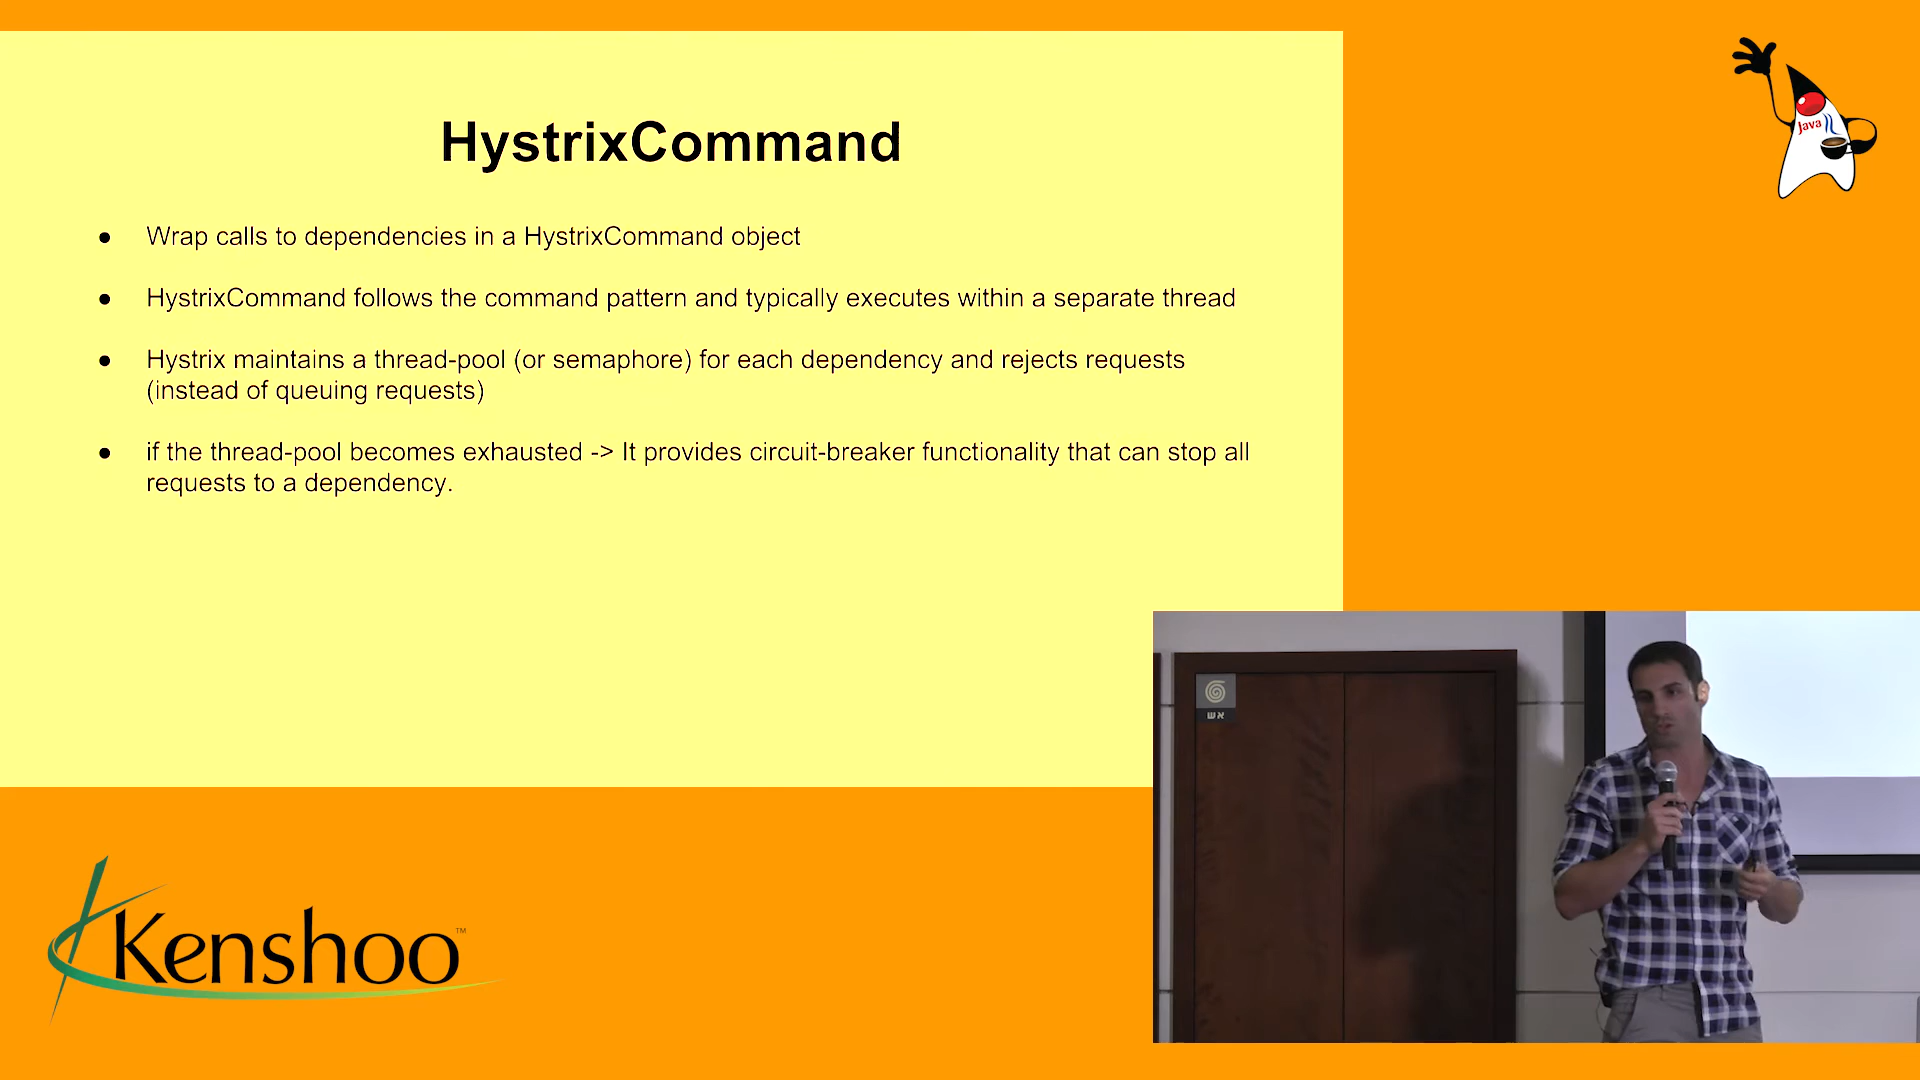 HystrixCommand
● Wrap calls to dependencies in a HystrixCommand object
● HystrixCommand follows the command pattern and typically executes within a separate thread
● Hystrix maintains a thread-pool (or semaphore) for each dependency and rejects requests
(instead of queuing requests)
● if the thread-pool becomes exhausted -> It provides circuit-breaker functionality that can stop all
requests to a dependency.
Java
אש
Kenshoo™